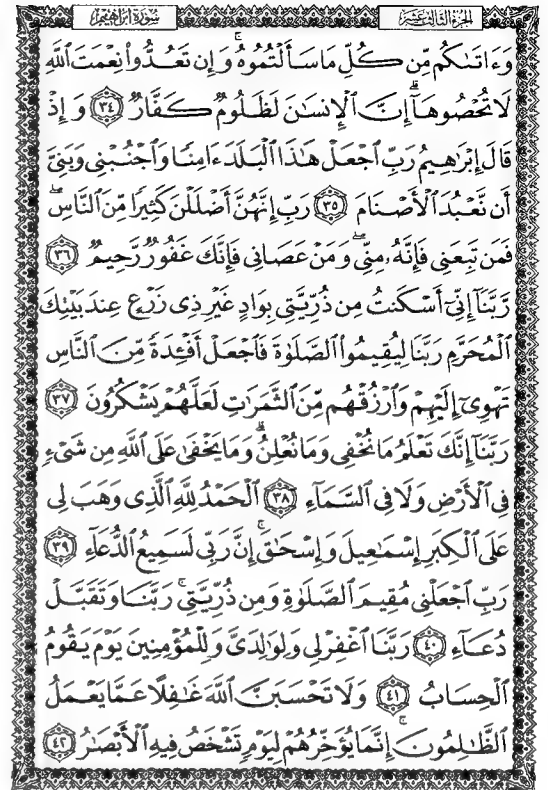 الجزء الثالث عشر
سورة إبراهيم
وَءَاتَىٰكُم مِّن كُلِّ مَا سَأَلْتُمُوهُ ۚ وَإِن تَعُدُّوا۟ نِعْمَتَ ٱللَّهِ
لَا تُحْصُوهَآ ۗ إِنَّ ٱلْإِنسَٰنَ لَظَلُومٌ كَفَّارٌ ٣٤ وَإِذْ
قَالَ إِبْرَٰهِيمُ رَبِّ ٱجْعَلْ هَٰذَا ٱلْبَلَدَ ءَامِنًا وَٱجْنُبْنِى وَبَنِىَّ
أَن نَّعْبُدَ ٱلْأَصْنَامَ ٣٥ رَبِّ إِنَّهُنَّ أَضْلَلْنَ كَثِيرًا مِّنَ ٱلنَّاسِ ۖ
فَمَن تَبِعَنِى فَإِنَّهُۥ مِنِّى ۖ وَمَنْ عَصَانِى فَإِنَّكَ غَفُورٌ رَّحِيمٌ ٣٦
رَّبَّنَآ إِنِّىٓ أَسْكَنتُ مِن ذُرِّيَّتِى بِوَادٍ غَيْرِ ذِى زَرْعٍ عِندَ بَيْتِكَ
ٱلْمُحَرَّمِ رَبَّنَا لِيُقِيمُوا۟ ٱلصَّلَوٰةَ فَٱجْعَلْ أَفْـِٔدَةً مِّنَ ٱلنَّاسِ
تَهْوِىٓ إِلَيْهِمْ وَٱرْزُقْهُم مِّنَ ٱلثَّمَرَٰتِ لَعَلَّهُمْ يَشْكُرُونَ ٣٧
رَبَّنَآ إِنَّكَ تَعْلَمُ مَا نُخْفِى وَمَا نُعْلِنُ ۗ وَمَا يَخْفَىٰ عَلَى ٱللَّهِ مِن شَىْءٍ
فِى ٱلْأَرْضِ وَلَا فِى ٱلسَّمَآءِ ٣٨ ٱلْحَمْدُ لِلَّهِ ٱلَّذِى وَهَبَ لِى
عَلَى ٱلْكِبَرِ إِسْمَٰعِيلَ وَإِسْحَٰقَ ۚ إِنَّ رَبِّى لَسَمِيعُ ٱلدُّعَآءِ ٣٩
رَبِّ ٱجْعَلْنِى مُقِيمَ ٱلصَّلَوٰةِ وَمِن ذُرِّيَّتِى ۚ رَبَّنَا وَتَقَبَّلْ
دُعَآءِ ٤٠ رَبَّنَا ٱغْفِرْ لِى وَلِوَٰلِدَىَّ وَلِلْمُؤْمِنِينَ يَوْمَ يَقُومُ
ٱلْحِسَابُ ٤١ وَلَا تَحْسَبَنَّ ٱللَّهَ غَٰفِلًا عَمَّا يَعْمَلُ
ٱلظَّٰلِمُونَ ۚ إِنَّمَا يُؤَخِّرُهُمْ لِيَوْمٍ تَشْخَصُ فِيهِ ٱلْأَبْصَٰرُ ٤٢